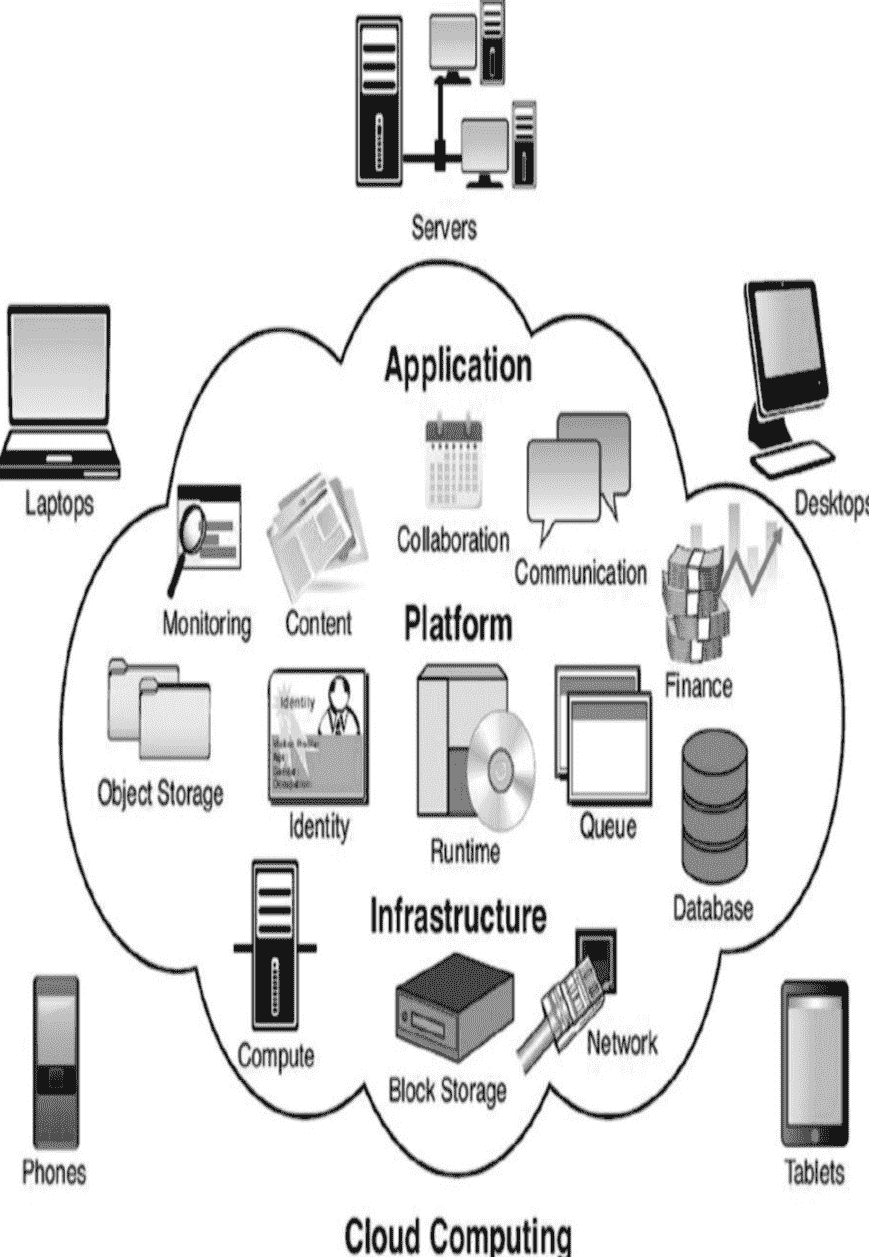 Servers
Application
Laptops
Desktops
Collaboration
Communication
Monitoring
Content
Platform
Finance
Identity
Object Storage
Identity
Runtime
Queue
Database
Infrastructure
Compute
Network
Block Storage
Phones
Tablets
Cloud Computing